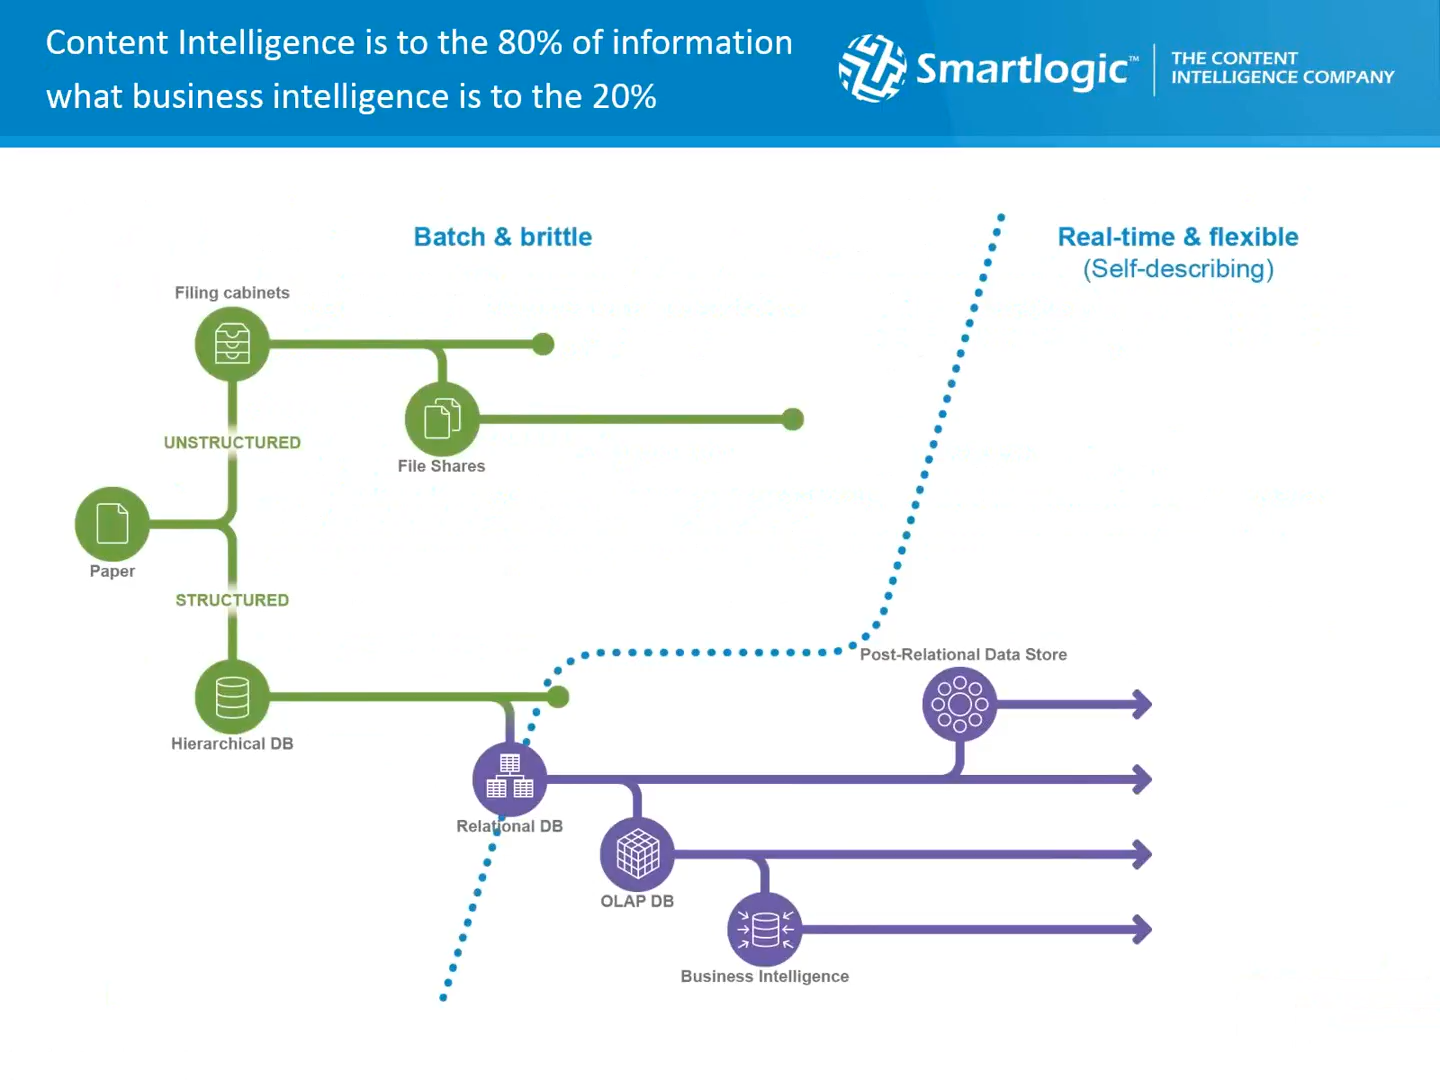 Content Intelligence is to the 80% of information
what business intelligence is to the 20%
Smartlogic™
THE CONTENT
INTELLIGENCE COMPANY
Batch & brittle
Real-time & flexible
(Self-describing)
Filing cabinets
UNSTRUCTURED
File Shares
Paper
STRUCTURED
Post-Relational Data Store
Hierarchical DB
Relational DB
OLAP DB
Business Intelligence